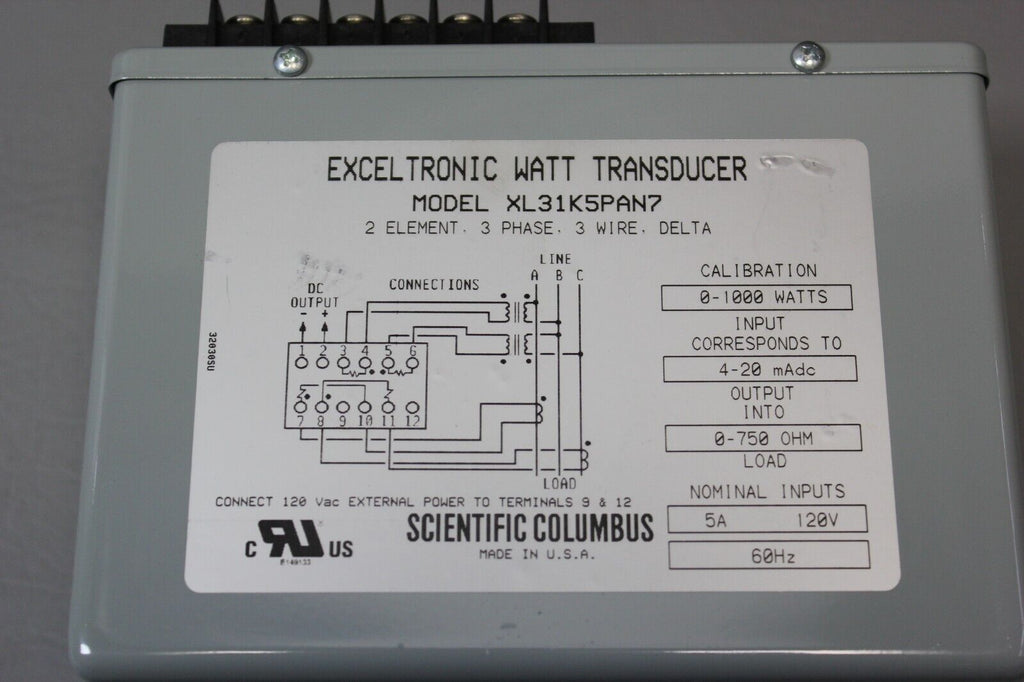 EXCELTRONIC WATT TRANSDUCER
MODEL XL31K5PAN7
2 ELEMENT, 3 PHASE, 3 WIRE, DELTA
LINE
A B C
CONNECTIONS
DC
OUTPUT
- +
1 2 3 4 5 6
7 8 9 10 11 12
LOAD
32030SU
CALIBRATION
0-1000 WATTS
INPUT
CORRESPONDS TO
4-20 mAdc
OUTPUT
INTO
0-750 OHM
LOAD
NOMINAL INPUTS
5A 120V
60Hz
CONNECT 120 Vac EXTERNAL POWER TO TERMINALS 9 & 12
C RU US
SCIENTIFIC COLUMBUS
MADE IN U.S.A.